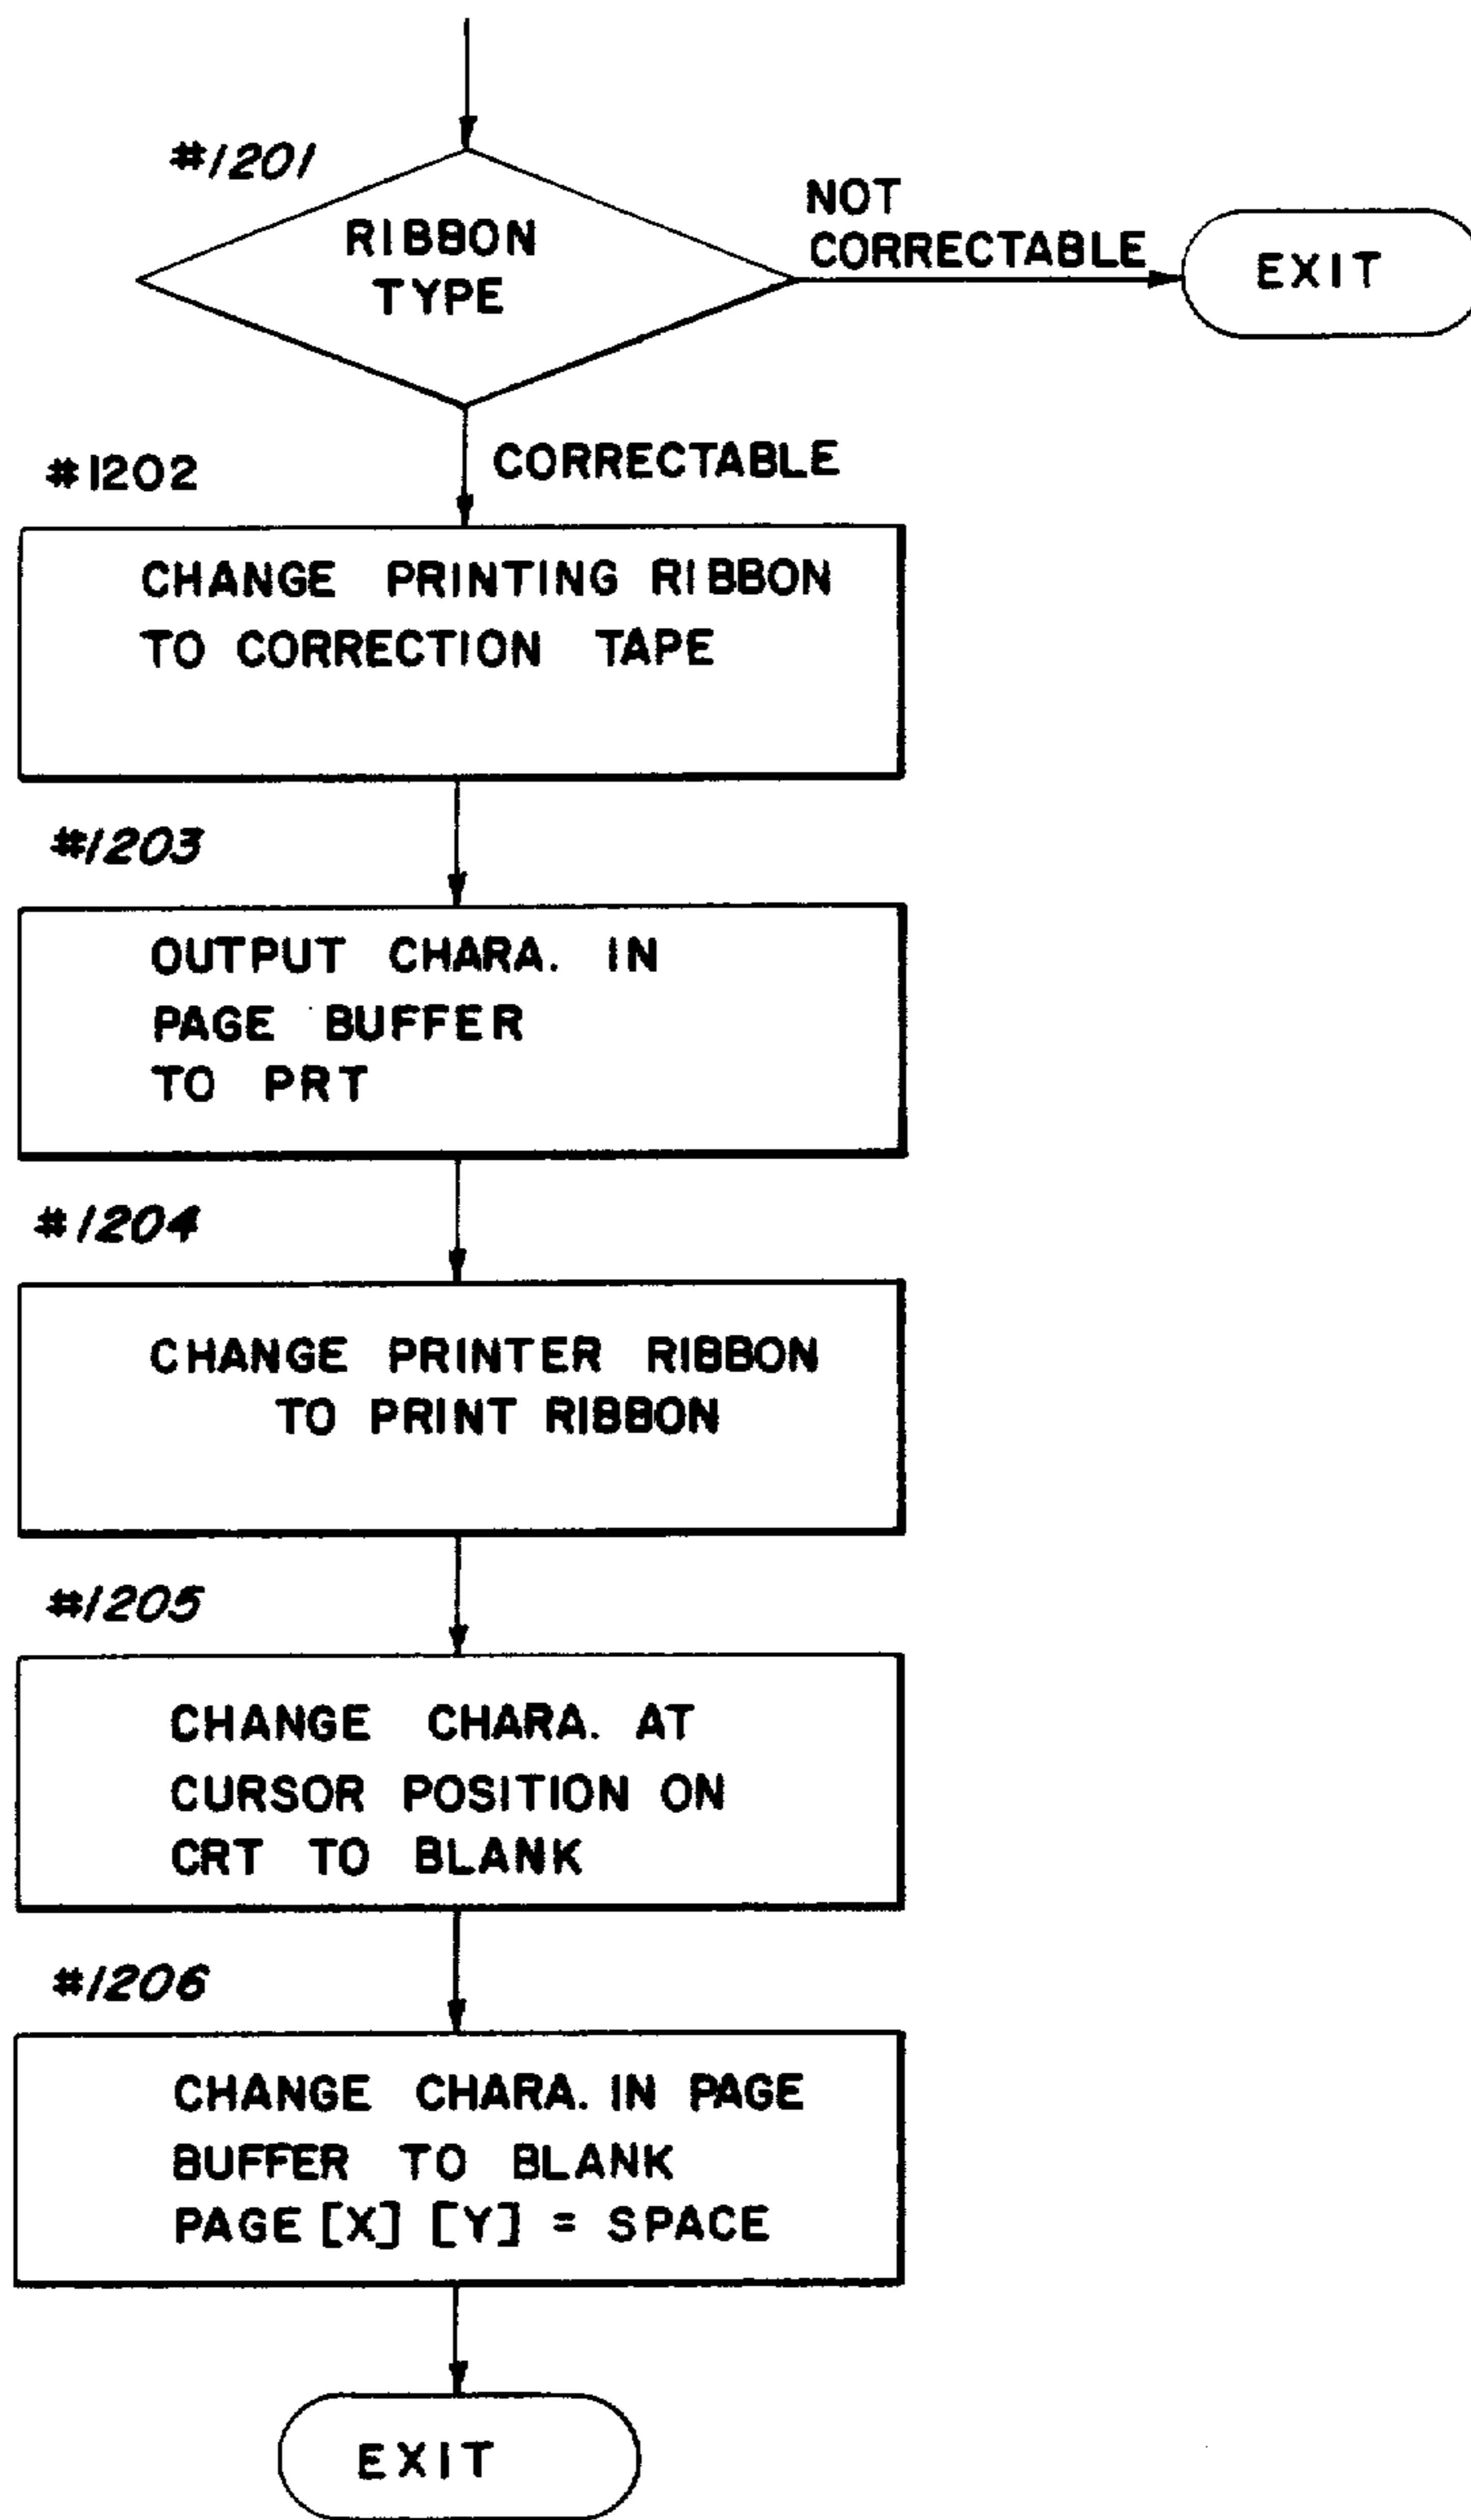 #1201
RIBBON
TYPE
NOT
CORRECTABLE
EXIT
#1202
CORRECTABLE
CHANGE PRINTING RIBBON
TO CORRECTION TAPE
#1203
OUTPUT CHARA. IN
PAGE BUFFER
TO PRT
#1204
CHANGE PRINTER RIBBON
TO PRINT RIBBON
#1205
CHANGE CHARA. AT
CURSOR POSITION ON
CRT TO BLANK
#1206
CHANGE CHARA. IN PAGE
BUFFER TO BLANK
PAGE [X] [Y] = SPACE
EXIT